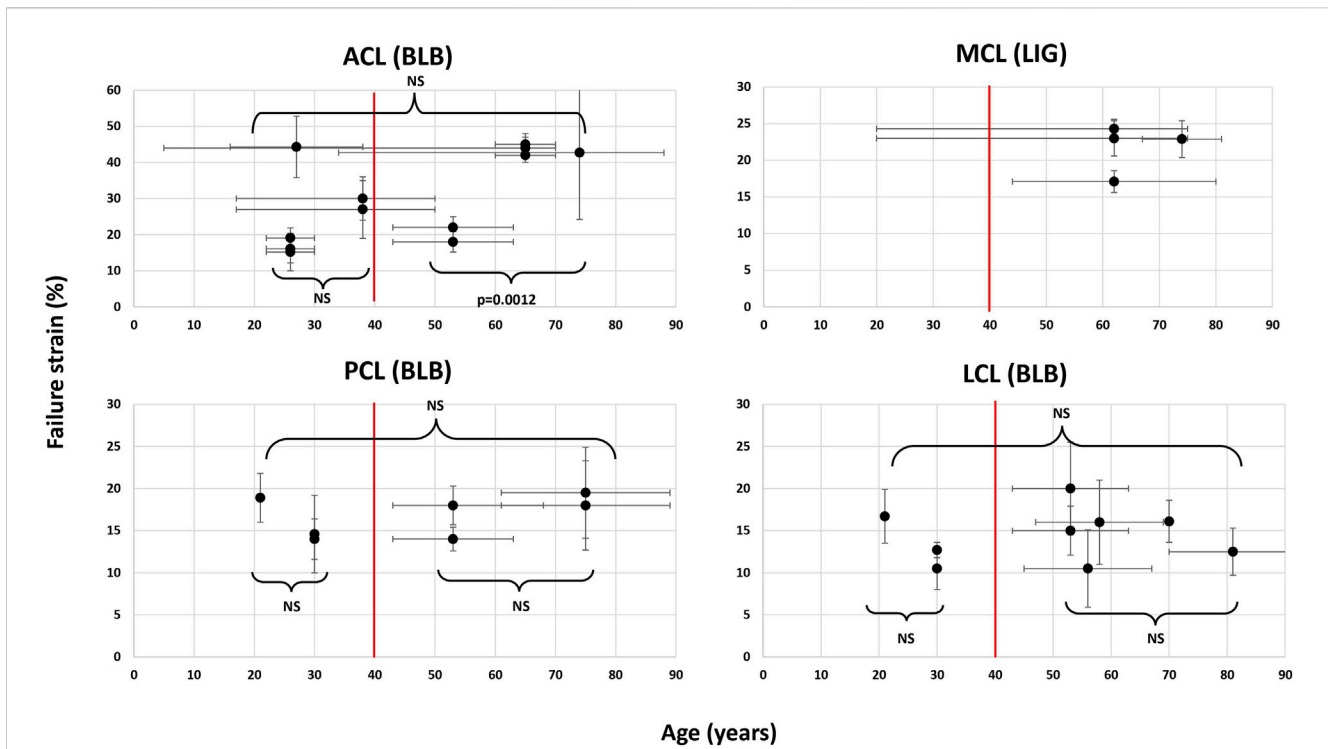 ACL (BLB)
NS
60
50
40
30
20
10
0
NS
p=0.0012
0 10 20 30 40 50 60 70 80 90
MCL (LIG)
30
25
20
15
10
5
0
0 10 20 30 40 50 60 70 80 90
Failure strain (%)
PCL (BLB)
NS
30
25
20
15
10
5
0
NS
NS
0 10 20 30 40 50 60 70 80 90
LCL (BLB)
NS
30
25
20
15
10
5
0
NS
NS
0 10 20 30 40 50 60 70 80 90
Age (years)